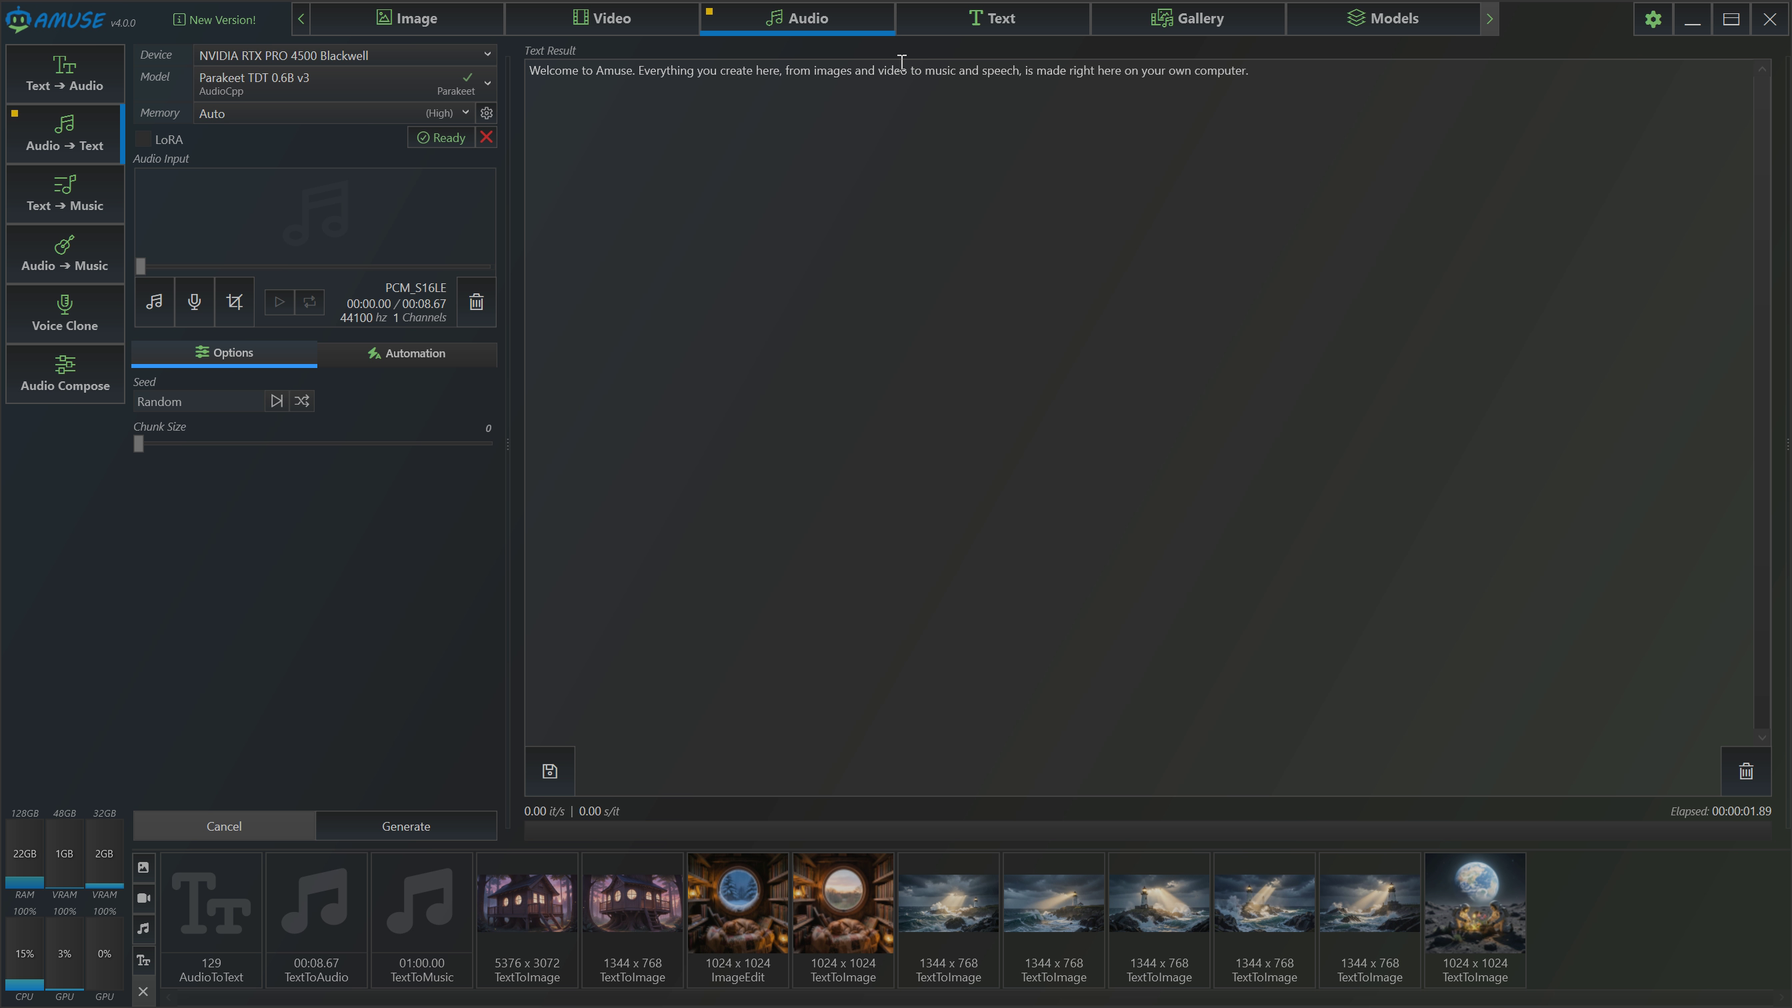 AMUSE v4.0.0
New Version!
Image
Video
Audio
Text
Gallery
Models
Text → Audio
Audio → Text
Text → Music
Audio → Music
Voice Clone
Audio Compose
Device
NVIDIA RTX PRO 4500 Blackwell
Model
Parakeet TDT 0.6B v3
AudioCpp
Parakeet
Memory
Auto
(High)
LoRA
Ready
Audio Input
PCM_S16LE
00:00.00 / 00:08.67
44100 hz 1 Channels
Options
Automation
Seed
Random
Chunk Size
0
Cancel
Generate
Text Result
Welcome to Amuse. Everything you create here, from images and video to music and speech, is made right here on your own computer.
0.00 it/s | 0.00 s/it
Elapsed: 00:00:01.89
128GB 48GB 32GB
22GB 1GB 2GB
RAM VRAM VRAM
100% 100% 100%
15% 3% 0%
CPU GPU GPU
129
AudioToText
00:08.67
TextToAudio
01:00.00
TextToMusic
5376 x 3072
TextToImage
1344 x 768
TextToImage
1024 x 1024
ImageEdit
1024 x 1024
TextToImage
1344 x 768
TextToImage
1344 x 768
TextToImage
1344 x 768
TextToImage
1344 x 768
TextToImage
1344 x 768
TextToImage
1024 x 1024
TextToImage